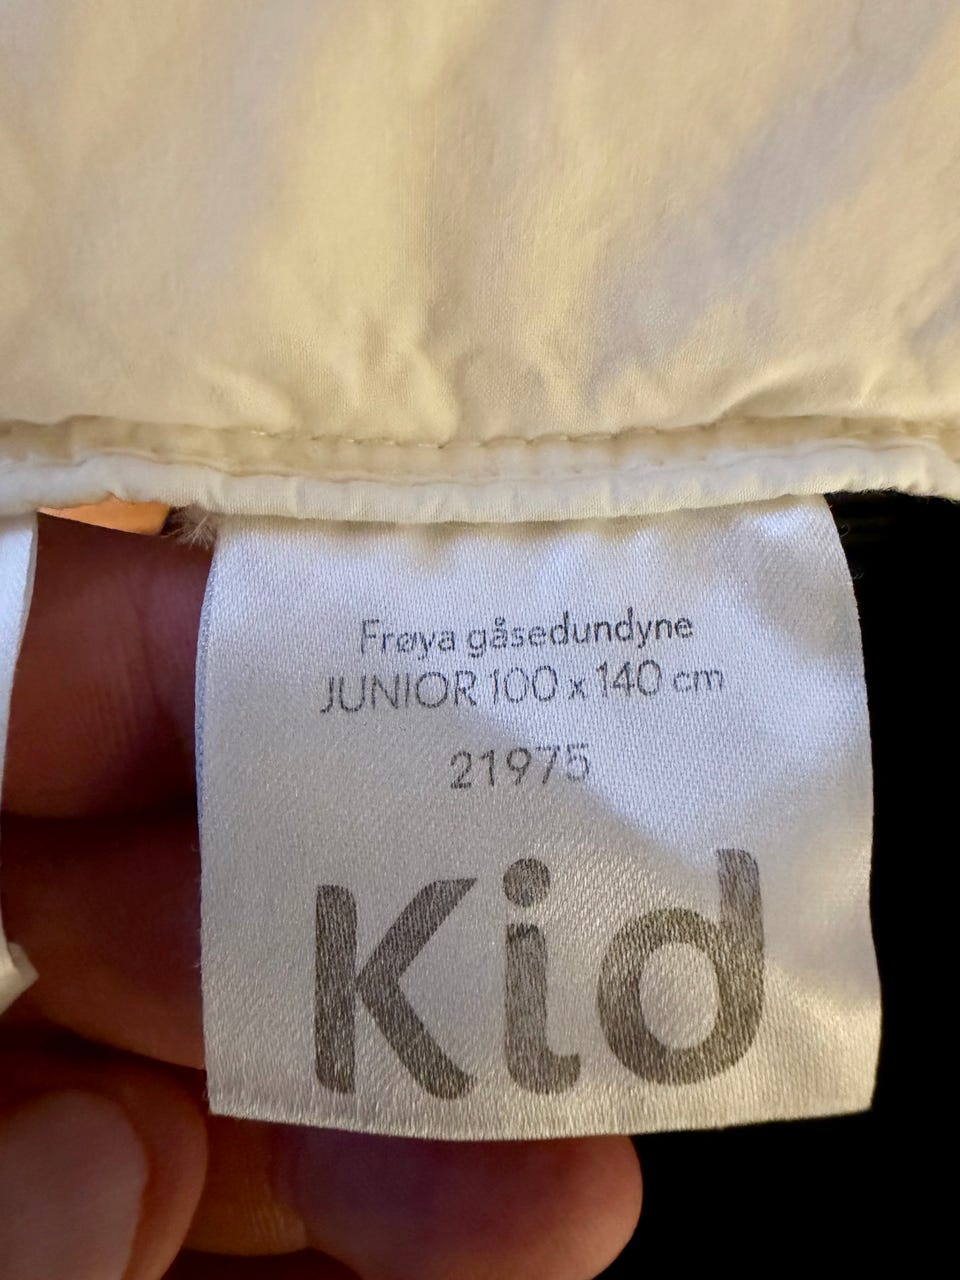 Frøya gåsedundyne
JUNIOR 100 x 140 cm
21975
Kid